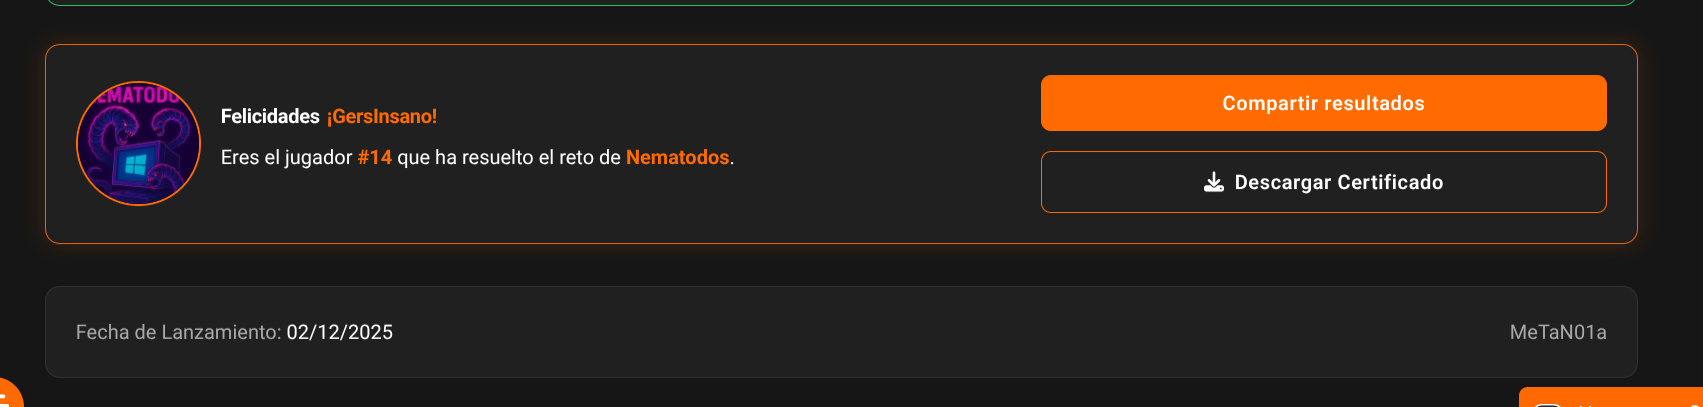 NEMATODOS
Felicidades ¡GersInsano!
Eres el jugador #14 que ha resuelto el reto de Nematodos.
Compartir resultados
Descargar Certificado
Fecha de Lanzamiento: 02/12/2025
MeTaN01a